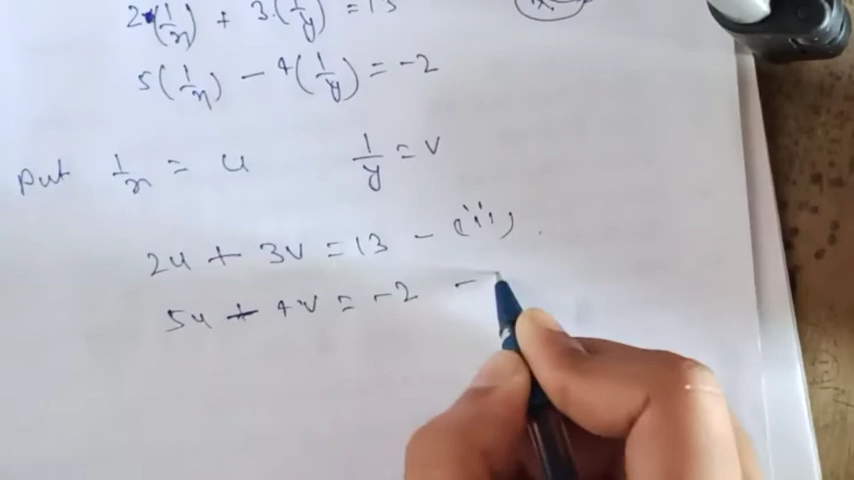 2(1/x) + 3.(1/y) = 13
5(1/x) - 4(1/y) = -2
Put 1/x = u 1/y = v
2u + 3v = 13 - (iii)
5u + 4v = -2 -